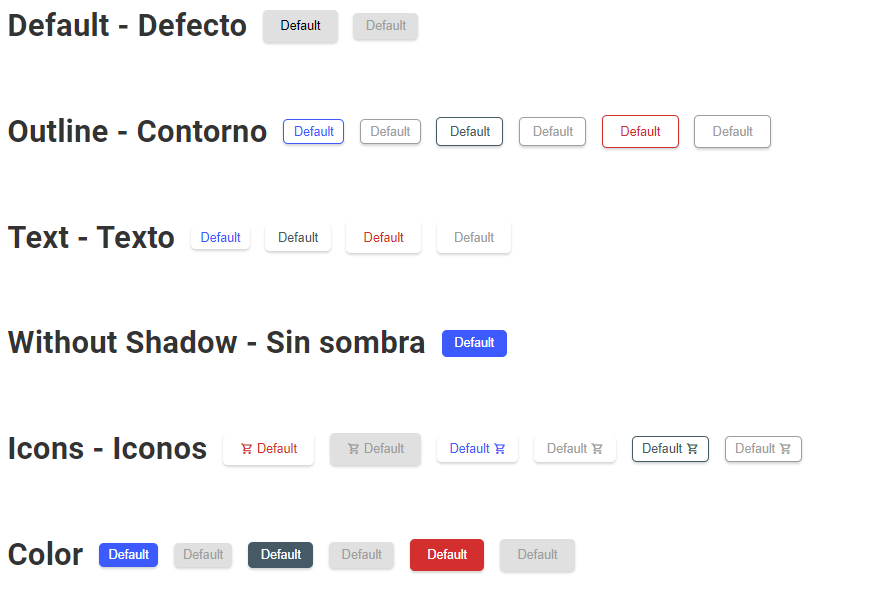 Default - Defecto Default Default
Outline - Contorno Default Default Default Default Default Default
Text - Texto Default Default Default Default
Without Shadow - Sin sombra Default
Icons - Iconos Default Default Default Default Default Default
Color Default Default Default Default Default Default